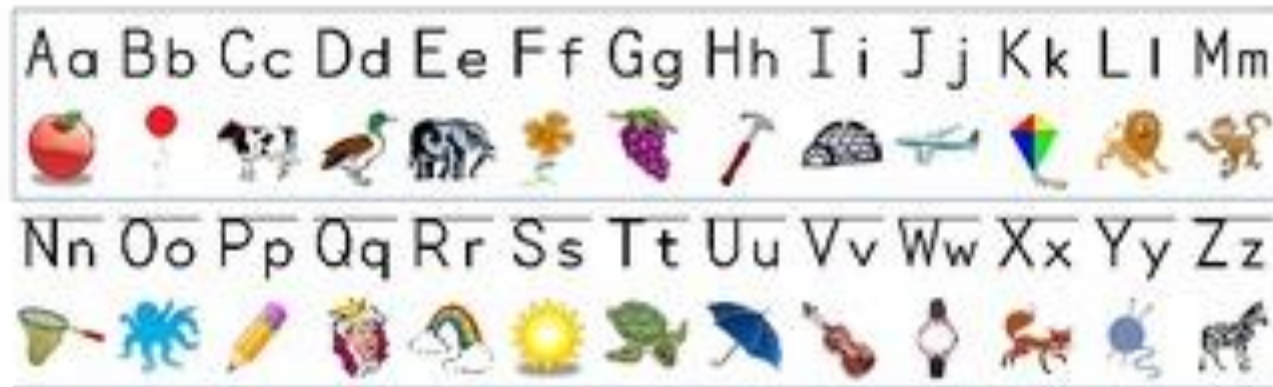 Aa Bb Cc Dd Ee Ff Gg Hh Ii Jj Kk Ll Mm
Nn Oo Pp Qq Rr Ss Tt Uu Vv Ww Xx Yy Zz